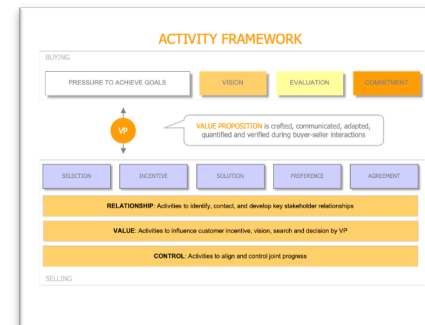 ACTIVITY FRAMEWORK
BUYING
PRESSURE TO ACHIEVE GOALS
VISION
EVALUATION
COMMITMENT
VP
VALUE PROPOSITION is crafted, communicated, adapted,
quantified and verified during buyer-seller interactions
SELECTION
INCENTIVE
SOLUTION
PREFERENCE
AGREEMENT
RELATIONSHIP: Activities to identify, contact, and develop key stakeholder relationships
VALUE: Activities to influence customer incentive, vision, search and decision by VP
CONTROL: Activities to align and control joint progress
SELLING